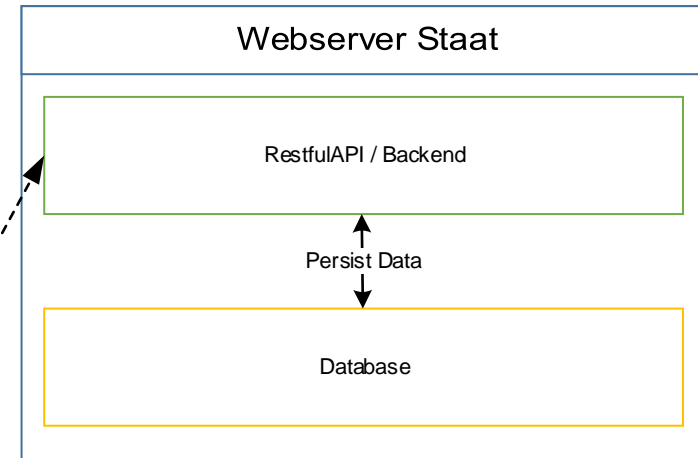 Webserver Staat
RestfulAPI / Backend
Persist Data
Database